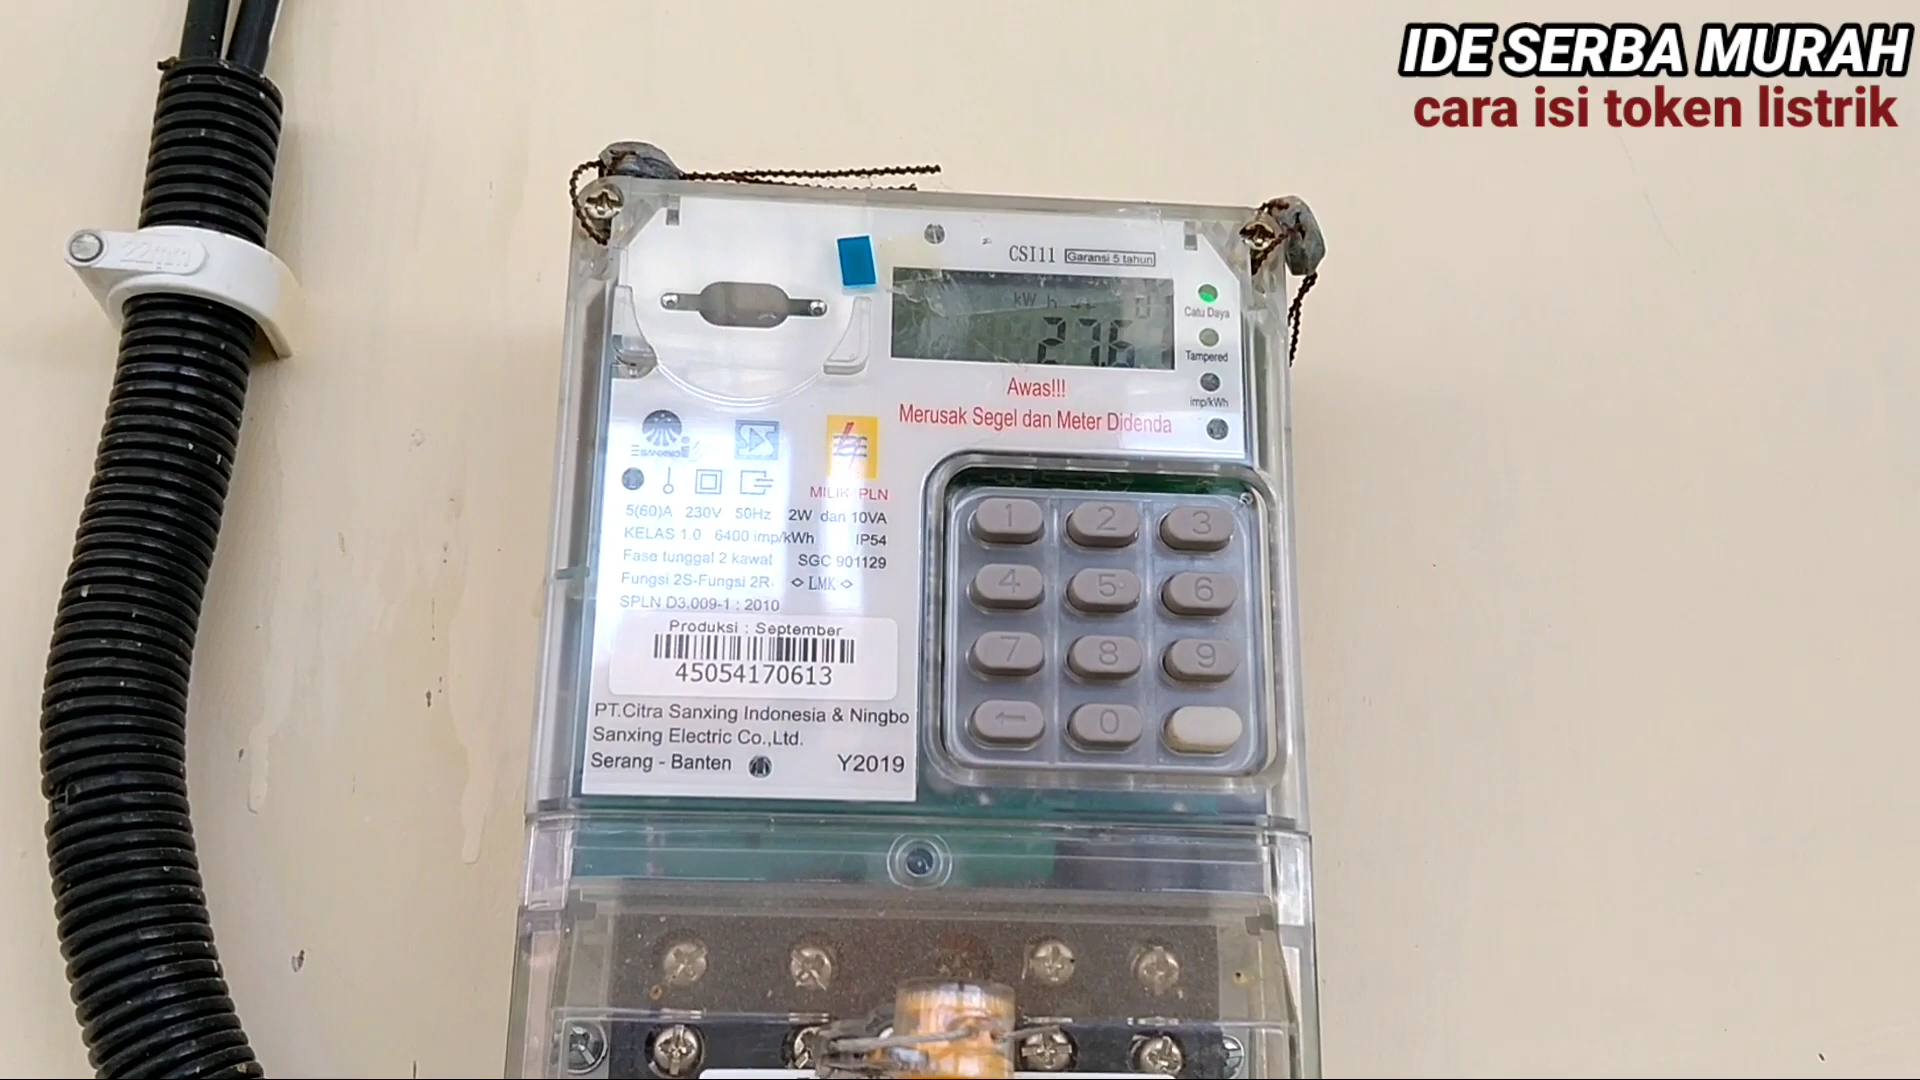 IDE SERBA MURAH
cara isi token listrik
22mm
CSI11 Garansi 5 tahun
kW h
27.6
Catu Daya
Tampered
imp/kWh
Awas!!!
Merusak Segel dan Meter Didenda
SANXING
MILIK PLN
5(60)A 230V 50Hz 2W dan 10VA
KELAS 1.0 6400 imp/kWh IP54
Fase tunggal 2 kawat SGC 901129
Fungsi 2S-Fungsi 2R. LMK
SPLN D3.009-1 : 2010
Produksi : September
45054170613
PT.Citra Sanxing Indonesia & Ningbo
Sanxing Electric Co.,Ltd.
Serang - Banten Y2019
1 2 3
4 5 6
7 8 9
← 0